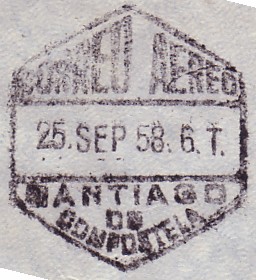 CORREO AEREO
25. SEP 58. 6. T.
SANTIAGO
DE
COMPOSTELA